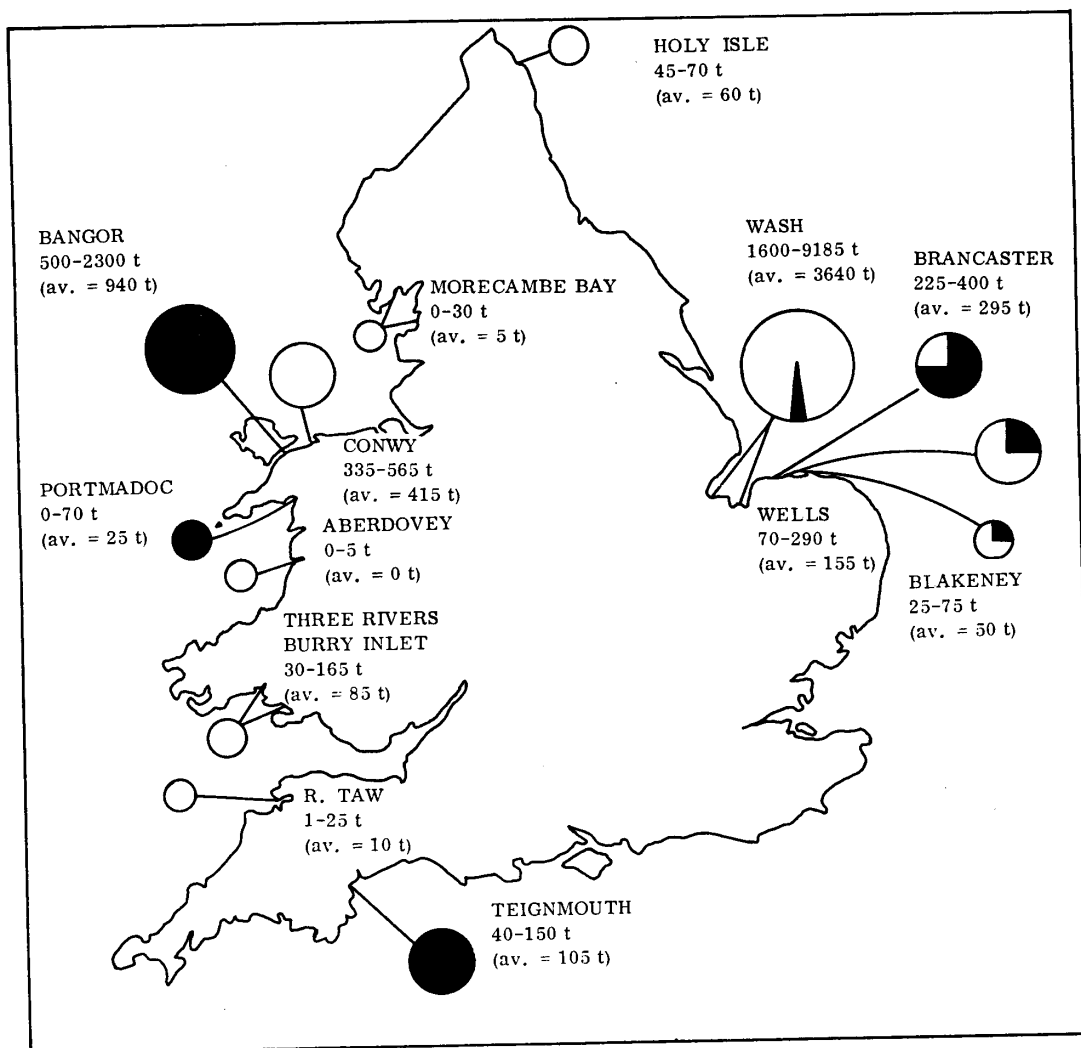 HOLY ISLE
45-70 t
(av. = 60 t)
BANGOR
500-2300 t
(av. = 940 t)
WASH
1600-9185 t
(av. = 3640 t)
BRANCASTER
225-400 t
(av. = 295 t)
MORECAMBE BAY
0-30 t
(av. = 5 t)
CONWY
335-565 t
(av. = 415 t)
PORTMADOC
0-70 t
(av. = 25 t)
ABERDOVEY
0-5 t
(av. = 0 t)
WELLS
70-290 t
(av. = 155 t)
BLAKENEY
25-75 t
(av. = 50 t)
THREE RIVERS
BURRY INLET
30-165 t
(av. = 85 t)
R. TAW
1-25 t
(av. = 10 t)
TEIGNMOUTH
40-150 t
(av. = 105 t)